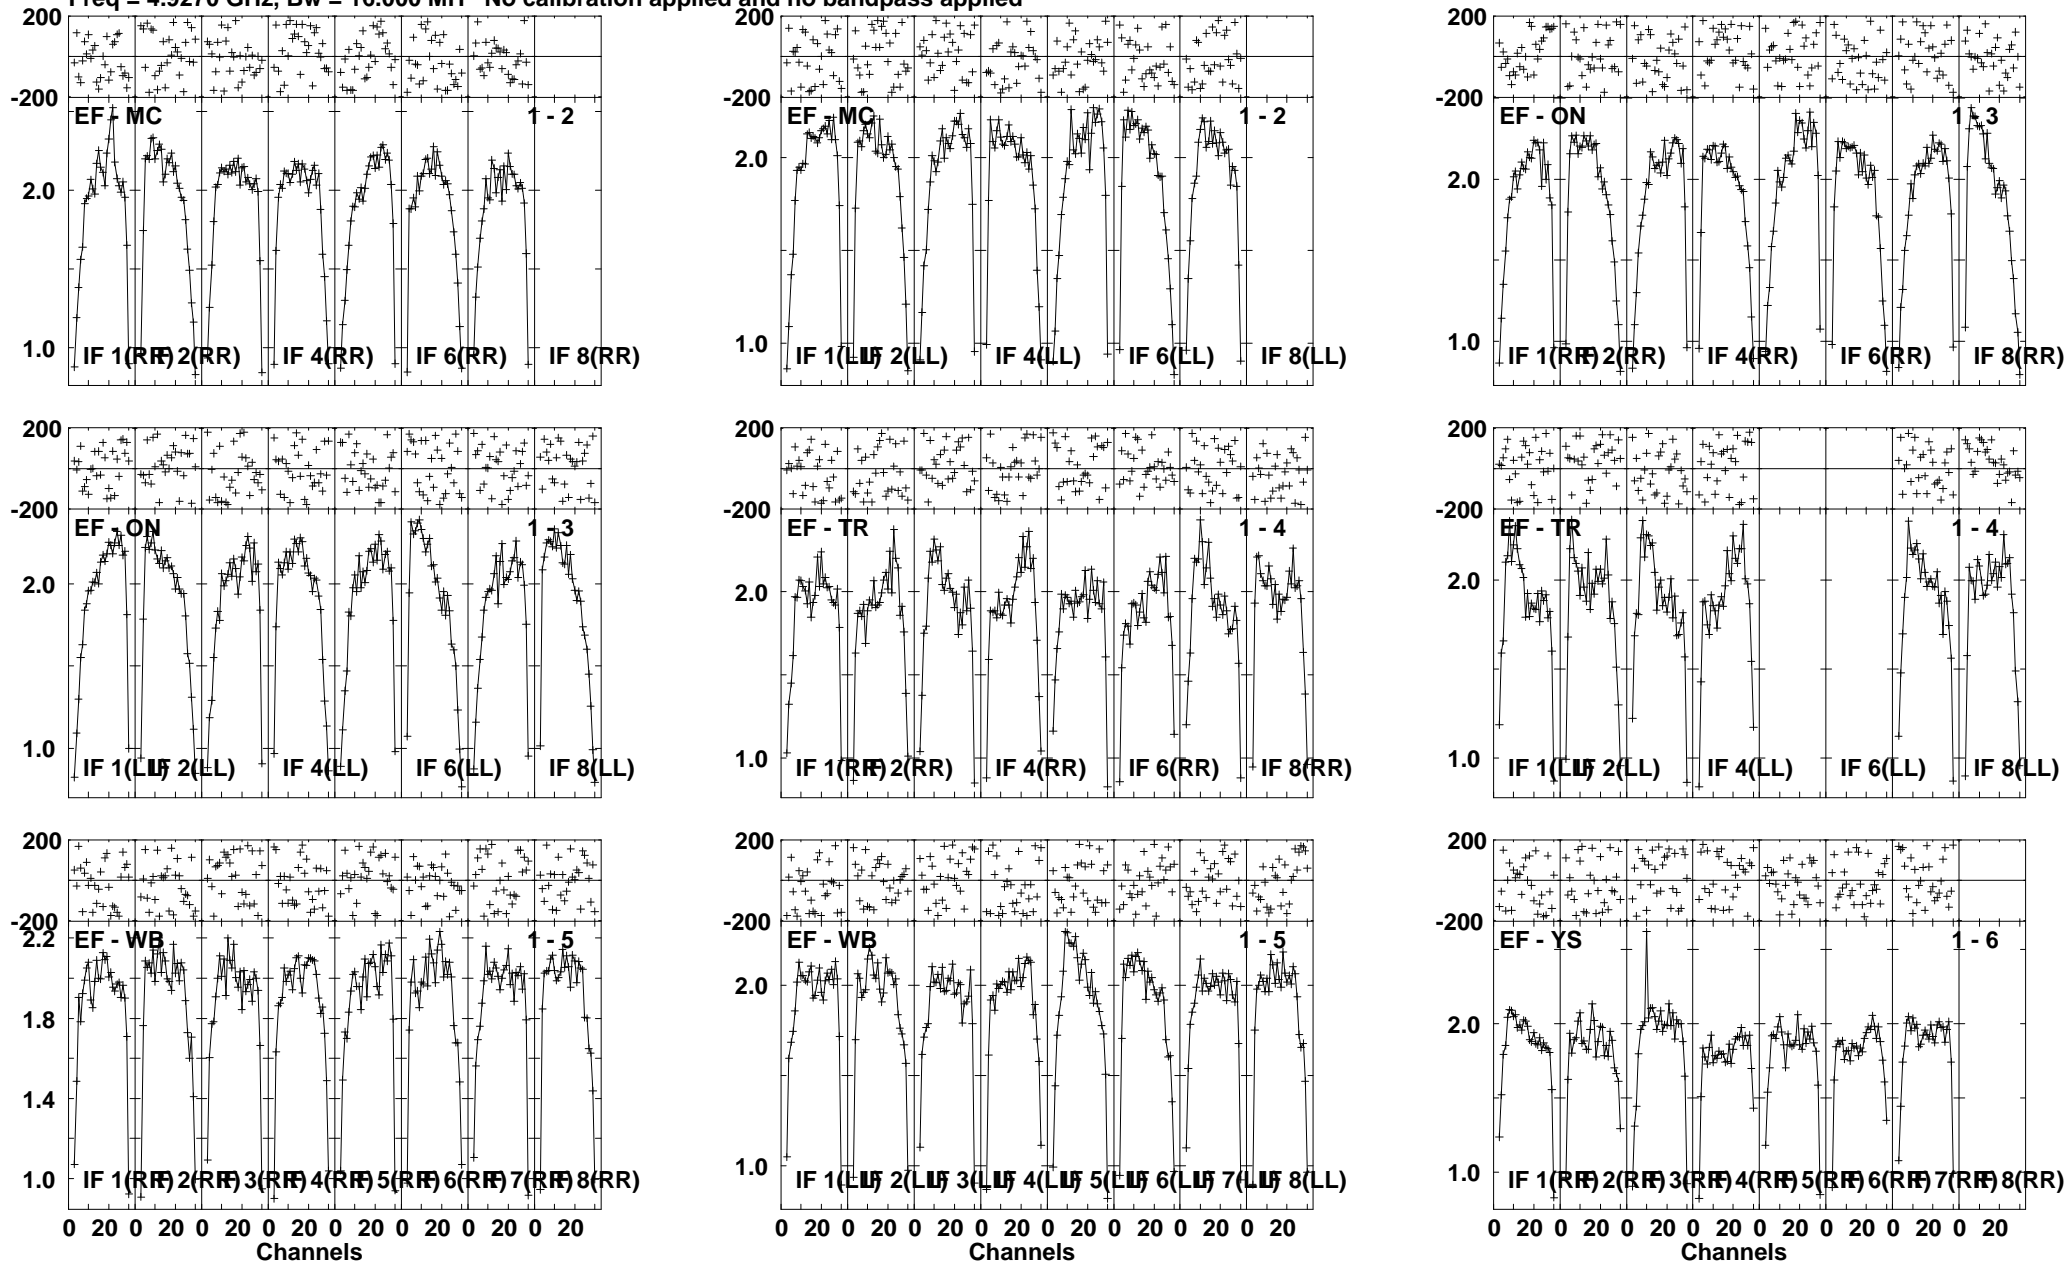 No calibration applied and no bandpass applied
200 200 200
-200 -200 -200
EF - MC 1 - 2 EF - MC 1 - 2 EF - ON 1 - 3
2.0 2.0 2.0
1.0 1.0 1.0
IF 1(RR) IF 2(RR) IF 4(RR) IF 6(RR) IF 8(RR) IF 1(LL) IF 2(LL) IF 4(LL) IF 6(LL) IF 8(LL) IF 1(RR) IF 2(RR) IF 4(RR) IF 6(RR) IF 8(RR)
200 200 200
-200 -200 -200
EF - ON 1 - 3 EF - TR 1 - 4 EF - TR 1 - 4
2.0 2.0 2.0
1.0 1.0 1.0
IF 1(LL) IF 2(LL) IF 4(LL) IF 6(LL) IF 8(LL) IF 1(RR) IF 2(RR) IF 4(RR) IF 6(RR) IF 8(RR) IF 1(LL) IF 2(LL) IF 4(LL) IF 6(LL) IF 8(LL)
200 200 200
-200 -200 -200
2.2 EF - WB 1 - 5 EF - WB 1 - 5 EF - YS 1 - 6
2.0 2.0
1.8
1.4
1.0 1.0 1.0
IF 1(RR) IF 2(RR) IF 3(RR) IF 4(RR) IF 5(RR) IF 6(RR) IF 7(RR) IF 8(RR) IF 1(LL) IF 2(LL) IF 3(LL) IF 4(LL) IF 5(LL) IF 6(LL) IF 7(LL) IF 8(LL) IF 1(RR) IF 2(RR) IF 3(RR) IF 4(RR) IF 5(RR) IF 6(RR) IF 7(RR) IF 8(RR)
0 20 0 20 0 20 0 20 0 20 0 20 0 20 0 20 0 20 0 20 0 20 0 20 0 20 0 20 0 20 0 20 0 20 0 20 0 20 0 20 0 20 0 20 0 20 0 20
Channels Channels